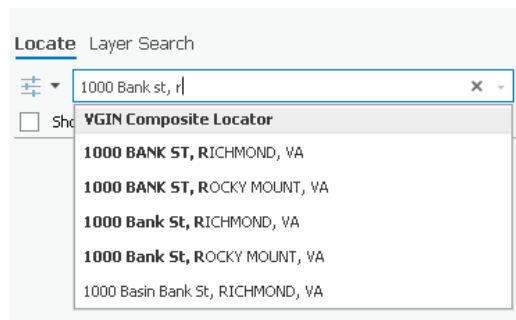 Locate Layer Search
1000 Bank st, r
Sho
VGIN Composite Locator
1000 BANK ST, RICHMOND, VA
1000 BANK ST, ROCKY MOUNT, VA
1000 Bank St, RICHMOND, VA
1000 Bank St, ROCKY MOUNT, VA
1000 Basin Bank St, RICHMOND, VA